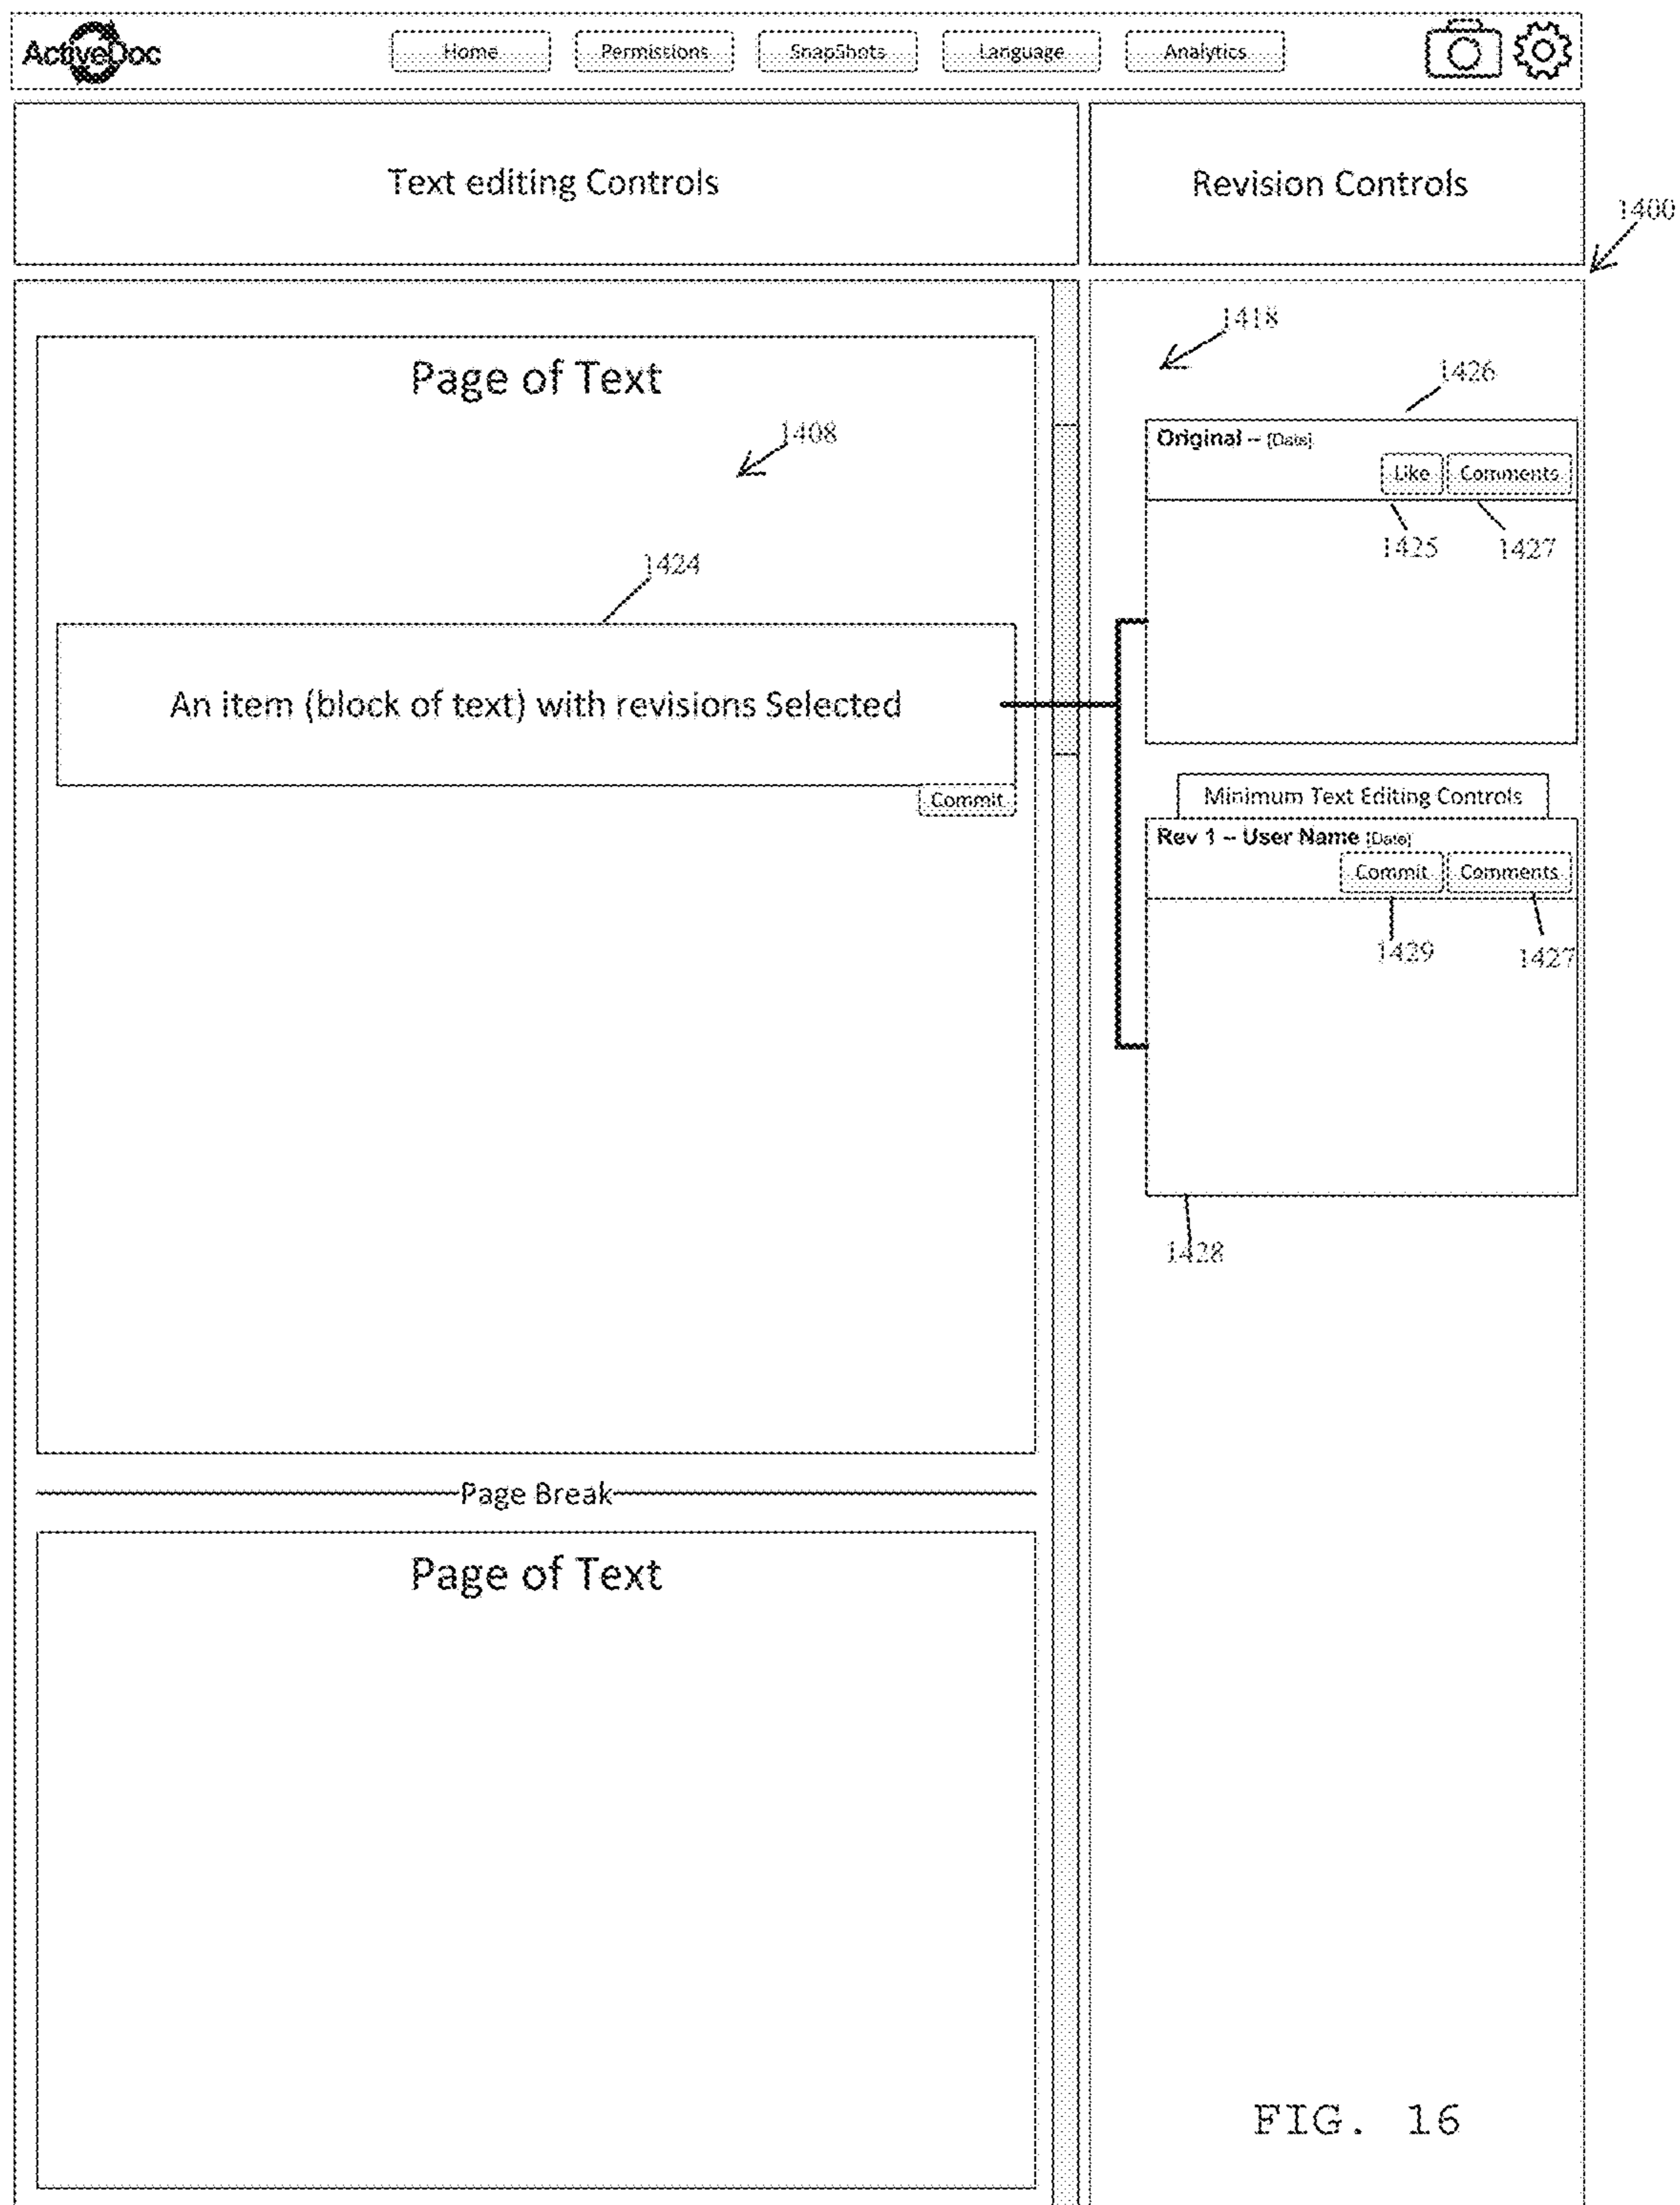 ActiveDoc Home Permissions SnapShots Language Analytics
Text editing Controls
Revision Controls
1400
Page of Text
1408
1424
An item (block of text) with revisions Selected
Commit
Page Break
Page of Text
1418
1426
Original -- [Date]
Like Comments
1425 1427
Minimum Text Editing Controls
Rev 1 -- User Name [Date]
Commit Comments
1429 1427
1428
FIG. 16